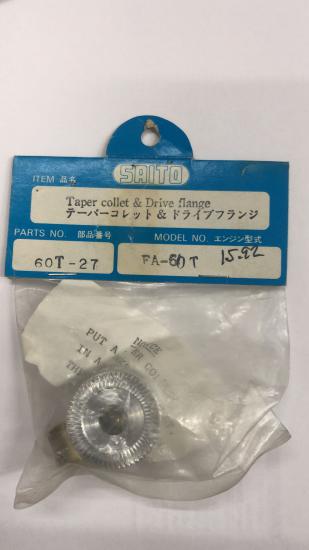 SAITO
ITEM 品名
Taper collet & Drive flange
テーパーコレット & ドライブフランジ
PARTS NO. 部品番号
MODEL NO. エンジン型式
60T-27
FA-60T
15.92
PUT A
IN A